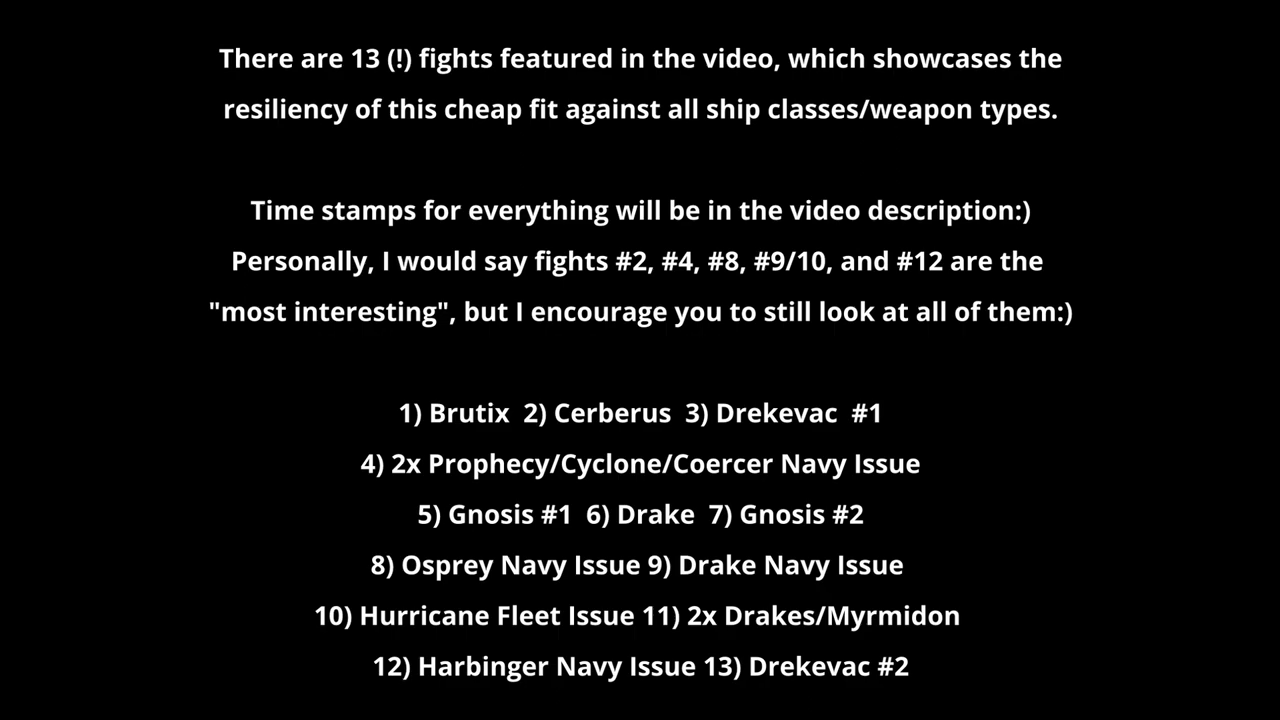 There are 13 (!) fights featured in the video, which showcases the
resiliency of this cheap fit against all ship classes/weapon types.
Time stamps for everything will be in the video description:)
Personally, I would say fights #2, #4, #8, #9/10, and #12 are the
"most interesting", but I encourage you to still look at all of them:)
1) Brutix  2) Cerberus  3) Drekevac  #1
4) 2x Prophecy/Cyclone/Coercer Navy Issue
5) Gnosis #1  6) Drake  7) Gnosis #2
8) Osprey Navy Issue 9) Drake Navy Issue
10) Hurricane Fleet Issue 11) 2x Drakes/Myrmidon
12) Harbinger Navy Issue 13) Drekevac #2